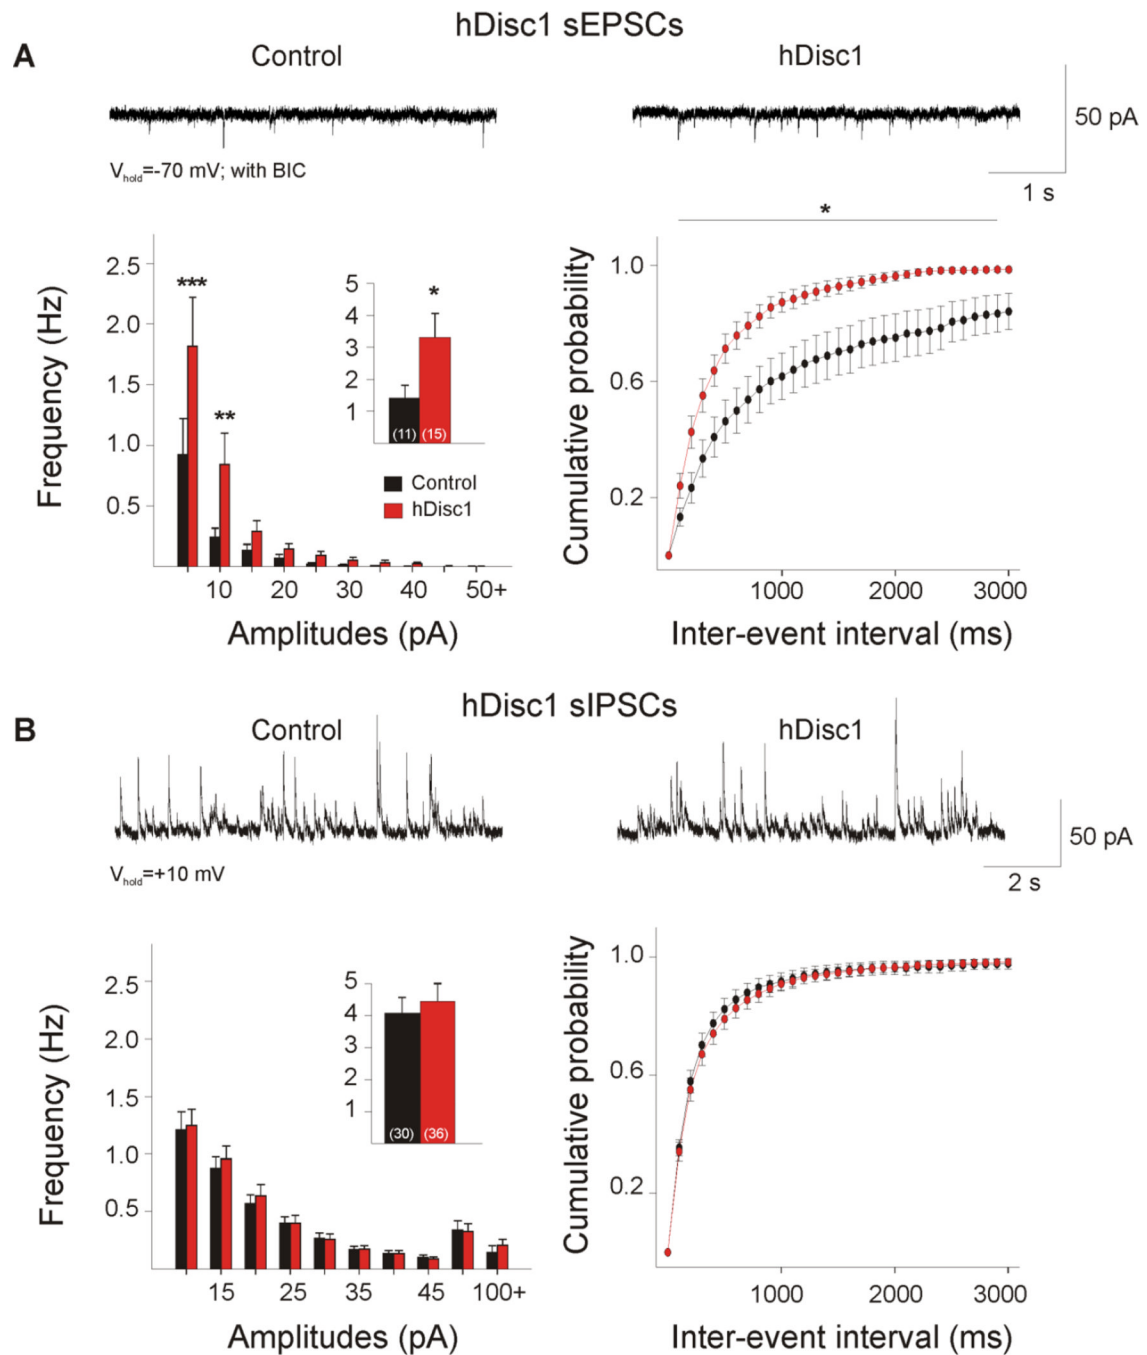 hDisc1 sEPSCs
A
Control
hDisc1
50 pA
V hold=-70 mV; with BIC
1 s
Frequency (Hz)
2.5
2.0
1.5
1.0
0.5
***
**
5
4
3
2
1
*
(11)
(15)
Control
hDisc1
10
20
30
40
50+
Amplitudes (pA)
*
Cumulative probability
1.0
0.6
0.2
1000
2000
3000
Inter-event interval (ms)
hDisc1 sIPSCs
B
Control
hDisc1
50 pA
V hold=+10 mV
2 s
Frequency (Hz)
2.5
2.0
1.5
1.0
0.5
5
4
3
2
1
(30)
(36)
15
25
35
45
100+
Amplitudes (pA)
Cumulative probability
1.0
0.6
0.2
1000
2000
3000
Inter-event interval (ms)